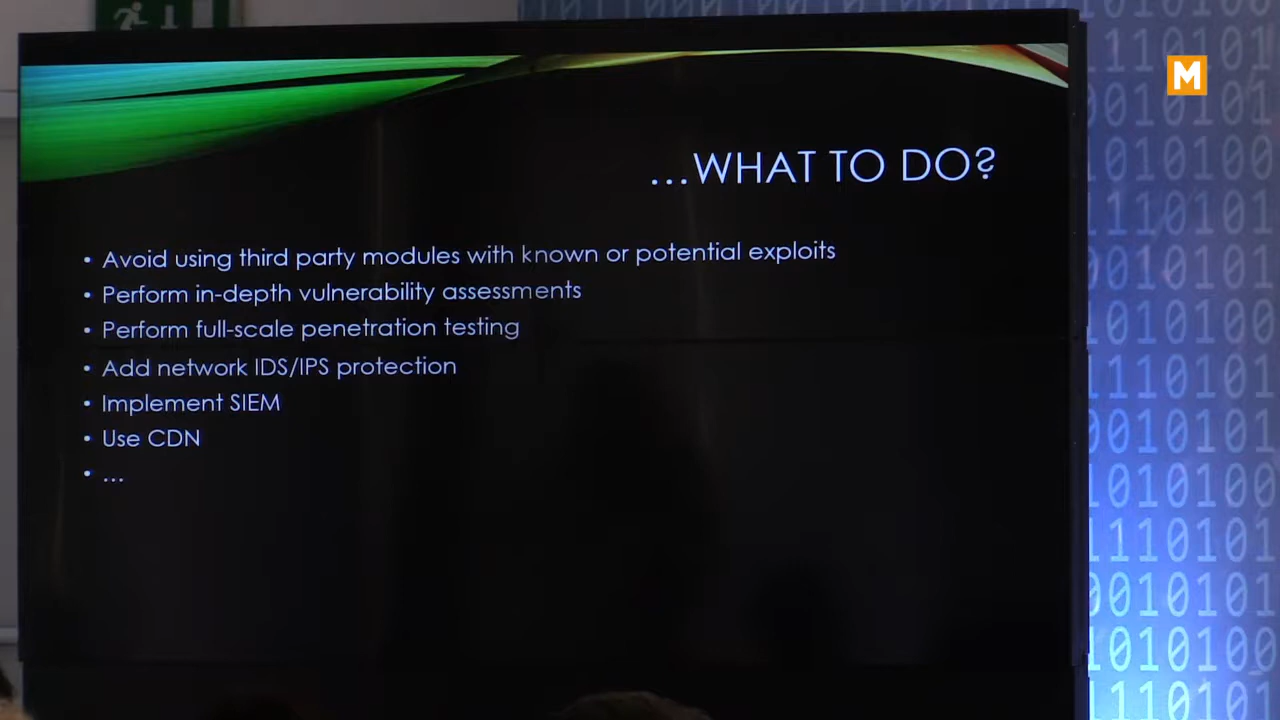 M
...WHAT TO DO?
• Avoid using third party modules with known or potential exploits
• Perform in-depth vulnerability assessments
• Perform full-scale penetration testing
• Add network IDS/IPS protection
• Implement SIEM
• Use CDN
• ...